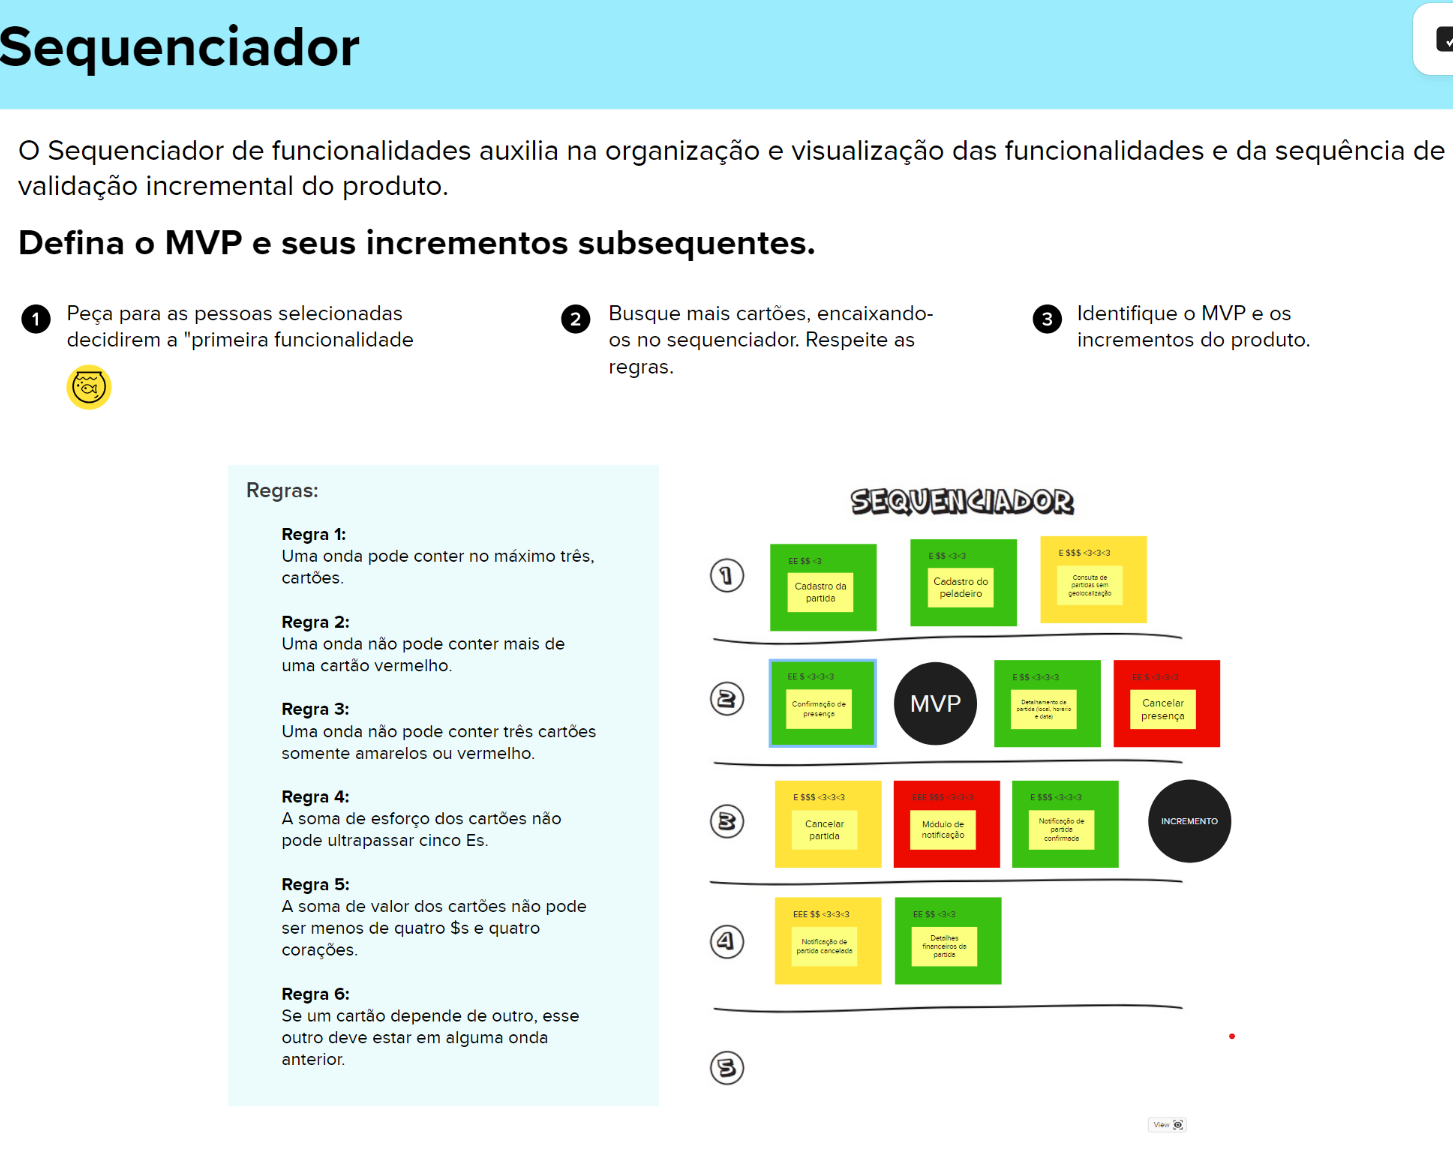 Sequenciador
O Sequenciador de funcionalidades auxilia na organização e visualização das funcionalidades e da sequência de
validação incremental do produto.
Defina o MVP e seus incrementos subsequentes.
1 Peça para as pessoas selecionadas
decidirem a "primeira funcionalidade
2 Busque mais cartões, encaixando-
os no sequenciador. Respeite as
regras.
3 Identifique o MVP e os
incrementos do produto.
Regras:
Regra 1:
Uma onda pode conter no máximo três,
cartões.
Regra 2:
Uma onda não pode conter mais de
uma cartão vermelho.
Regra 3:
Uma onda não pode conter três cartões
somente amarelos ou vermelho.
Regra 4:
A soma de esforço dos cartões não
pode ultrapassar cinco Es.
Regra 5:
A soma de valor dos cartões não pode
ser menos de quatro $s e quatro
corações.
Regra 6:
Se um cartão depende de outro, esse
outro deve estar em alguma onda
anterior.
SEQUENCIADOR
1
EE $$ <3
Cadastro da
partida
E $$ <3<3
Cadastro do
peladeiro
E $$$ <3<3<3
Consulta de
partidas sem
geolocalização
2
EE $ <3<3<3
Confirmação de
presença
MVP
E $$ <3<3<3
Detalhamento da
partida (local, horario
e data)
EE $ <3<3<3
Cancelar
presença
3
E $$$ <3<3<3
Cancelar
partida
EEE $$$ <3<3<3
Módulo de
notificação
E $$$ <3<3<3
Notificação de
partida
confirmada
INCREMENTO
4
EEE $$ <3<3<3
Notificação de
partida cancelada
EE $$ <3<3
Detalhes
financeiros da
partida
5
View